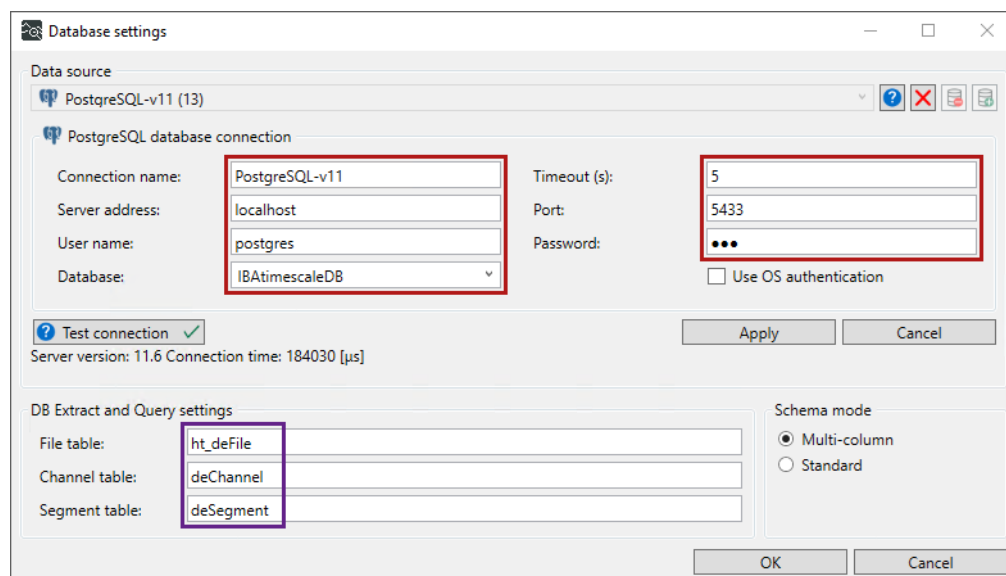 Database settings
Data source
PostgreSQL-v11 (13)
PostgreSQL database connection
Connection name: PostgreSQL-v11 Timeout (s): 5
Server address: localhost Port: 5433
User name: postgres Password: ●●●
Database: IBAtimescaleDB Use OS authentication
? Test connection Apply Cancel
Server version: 11.6 Connection time: 184030 [µs]
DB Extract and Query settings Schema mode
File table: ht_deFile Multi-column
Channel table: deChannel Standard
Segment table: deSegment
OK Cancel